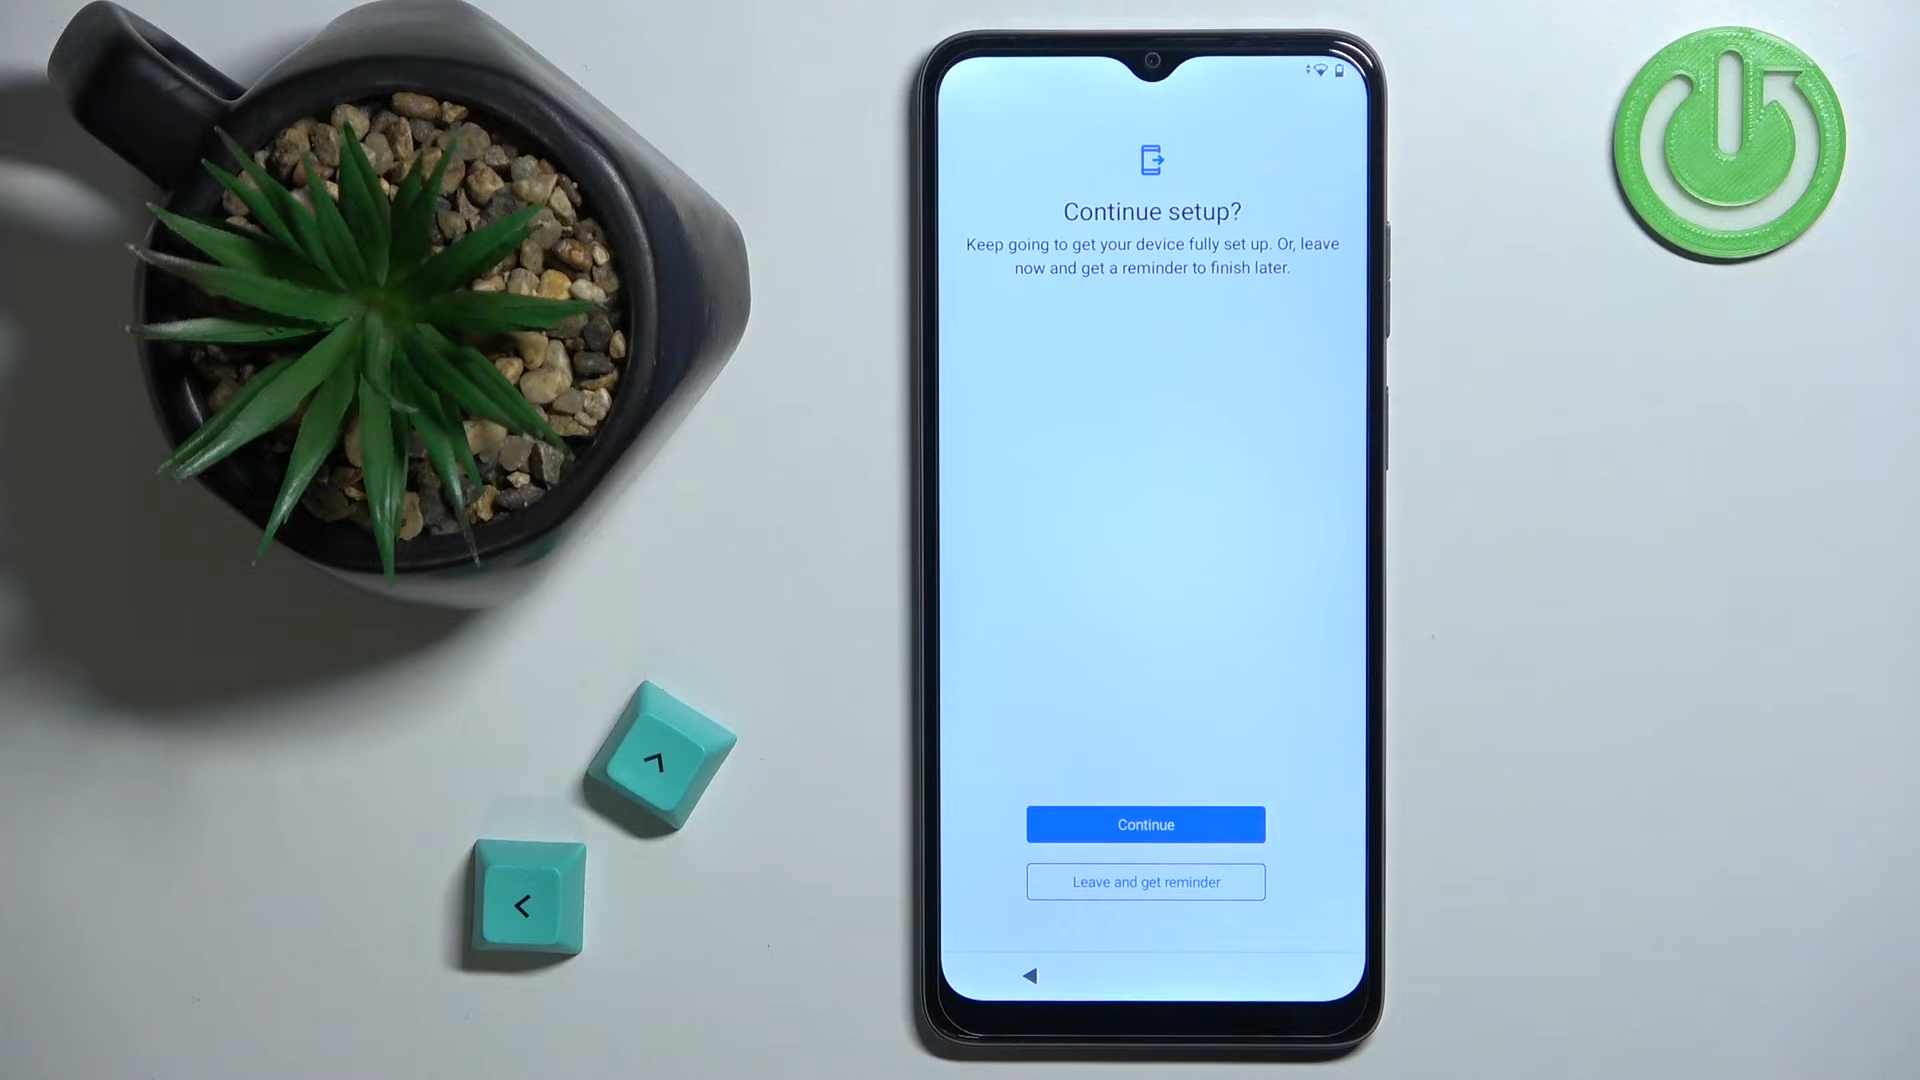 Continue setup?
Keep going to get your device fully set up. Or, leave
now and get a reminder to finish later.
Continue
Leave and get reminder